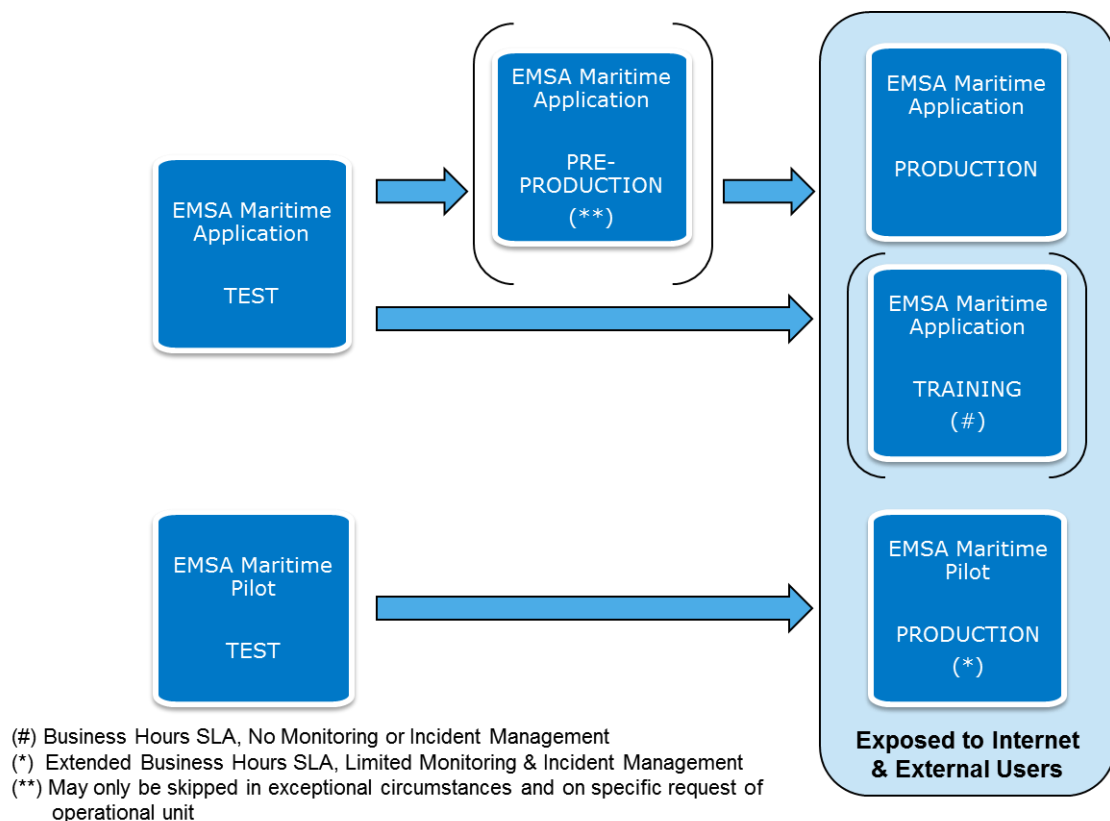 EMSA Maritime
Application
TEST
EMSA Maritime
Application
PRE-
PRODUCTION
(**)
EMSA Maritime
Application
PRODUCTION
EMSA Maritime
Application
TRAINING
(#)
EMSA Maritime
Pilot
TEST
EMSA Maritime
Pilot
PRODUCTION
(*)
Exposed to Internet
& External Users
(#) Business Hours SLA, No Monitoring or Incident Management
(*) Extended Business Hours SLA, Limited Monitoring & Incident Management
(**) May only be skipped in exceptional circumstances and on specific request of
operational unit